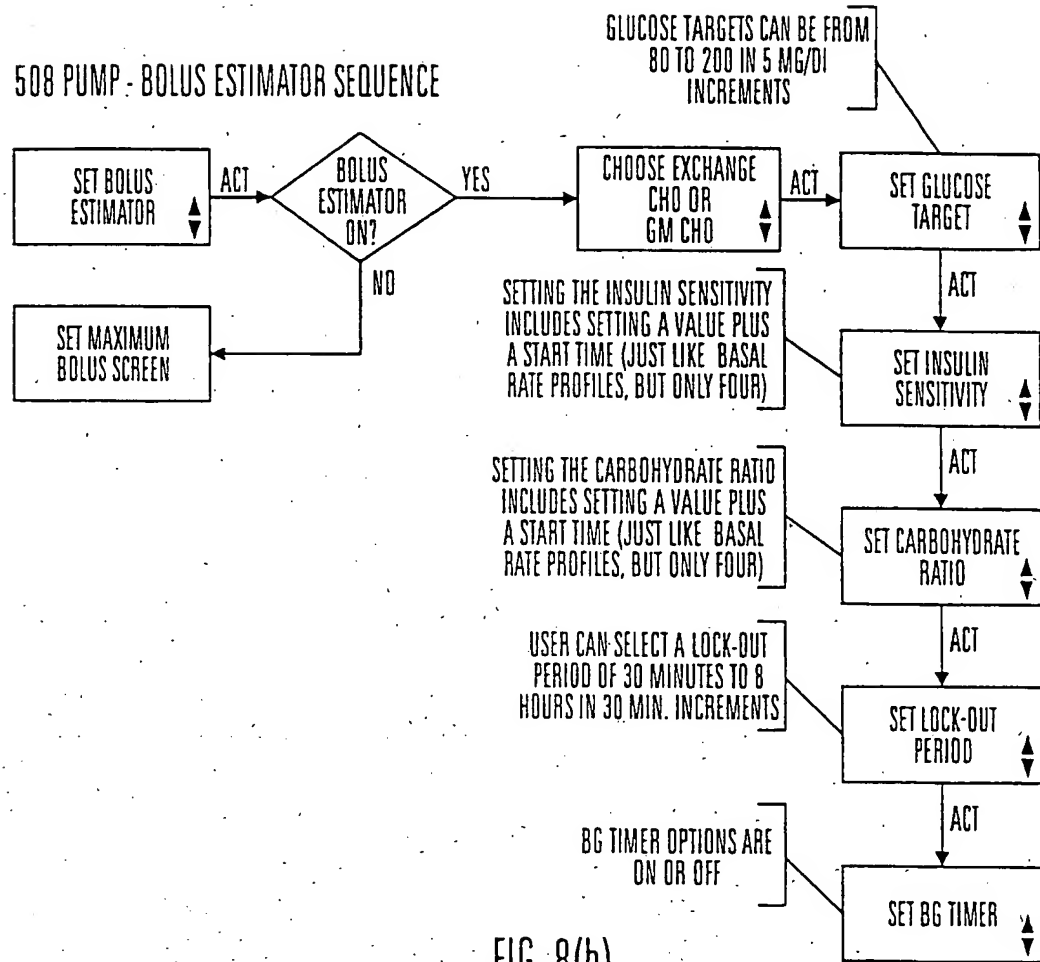 GLUCOSE TARGETS CAN BE FROM
80 TO 200 IN 5 MG/DI
INCREMENTS
508 PUMP - BOLUS ESTIMATOR SEQUENCE
SET BOLUS
ESTIMATOR
ACT
BOLUS
ESTIMATOR
ON?
YES
CHOOSE EXCHANGE
CHO OR
GM CHO
ACT
SET GLUCOSE
TARGET
NO
ACT
SET MAXIMUM
BOLUS SCREEN
SETTING THE INSULIN SENSITIVITY
INCLUDES SETTING A VALUE PLUS
A START TIME (JUST LIKE BASAL
RATE PROFILES, BUT ONLY FOUR)
SET INSULIN
SENSITIVITY
ACT
SETTING THE CARBOHYDRATE RATIO
INCLUDES SETTING A VALUE PLUS
A START TIME (JUST LIKE BASAL
RATE PROFILES, BUT ONLY FOUR)
SET CARBOHYDRATE
RATIO
ACT
USER CAN SELECT A LOCK-OUT
PERIOD OF 30 MINUTES TO 8
HOURS IN 30 MIN. INCREMENTS
SET LOCK-OUT
PERIOD
ACT
BG TIMER OPTIONS ARE
ON OR OFF
SET BG TIMER
FIG. 8(b)